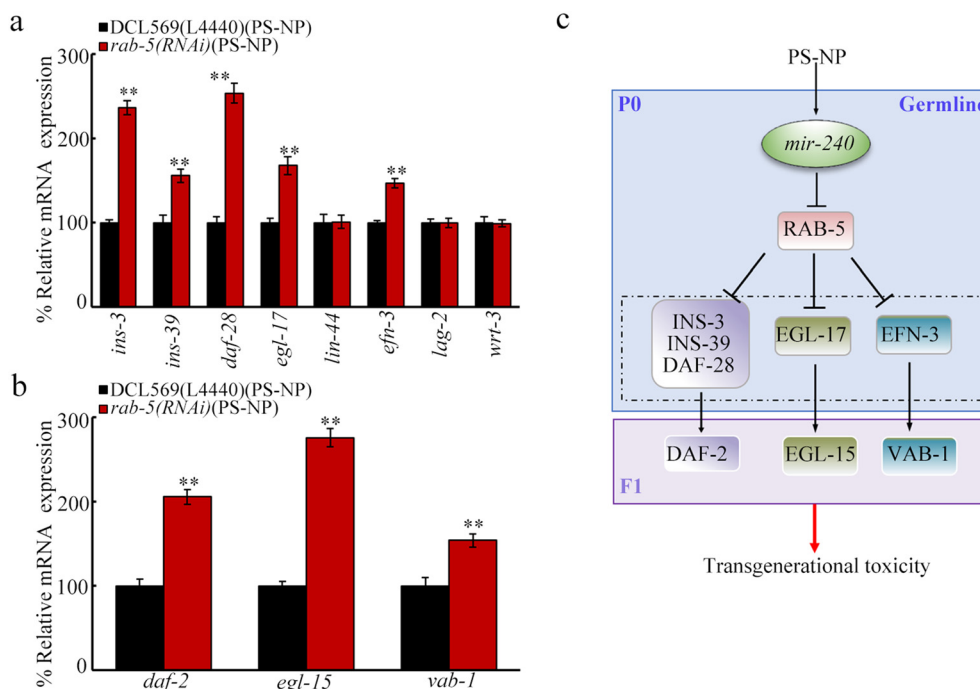 a
DCL569(L4440)(PS-NP)
rab-5(RNAi)(PS-NP)
% Relative mRNA expression
300
200
100
0
** ** ** ** **
ins-3 ins-39 daf-28 egl-17 lin-44 efn-3 lag-2 wrt-3
b
DCL569(L4440)(PS-NP)
rab-5(RNAi)(PS-NP)
% Relative mRNA expression
300
200
100
0
** ** **
daf-2 egl-15 vab-1
c
PS-NP
P0 Germline
mir-240
RAB-5
INS-3
INS-39
DAF-28
EGL-17
EFN-3
DAF-2 EGL-15 VAB-1
F1
Transgenerational toxicity